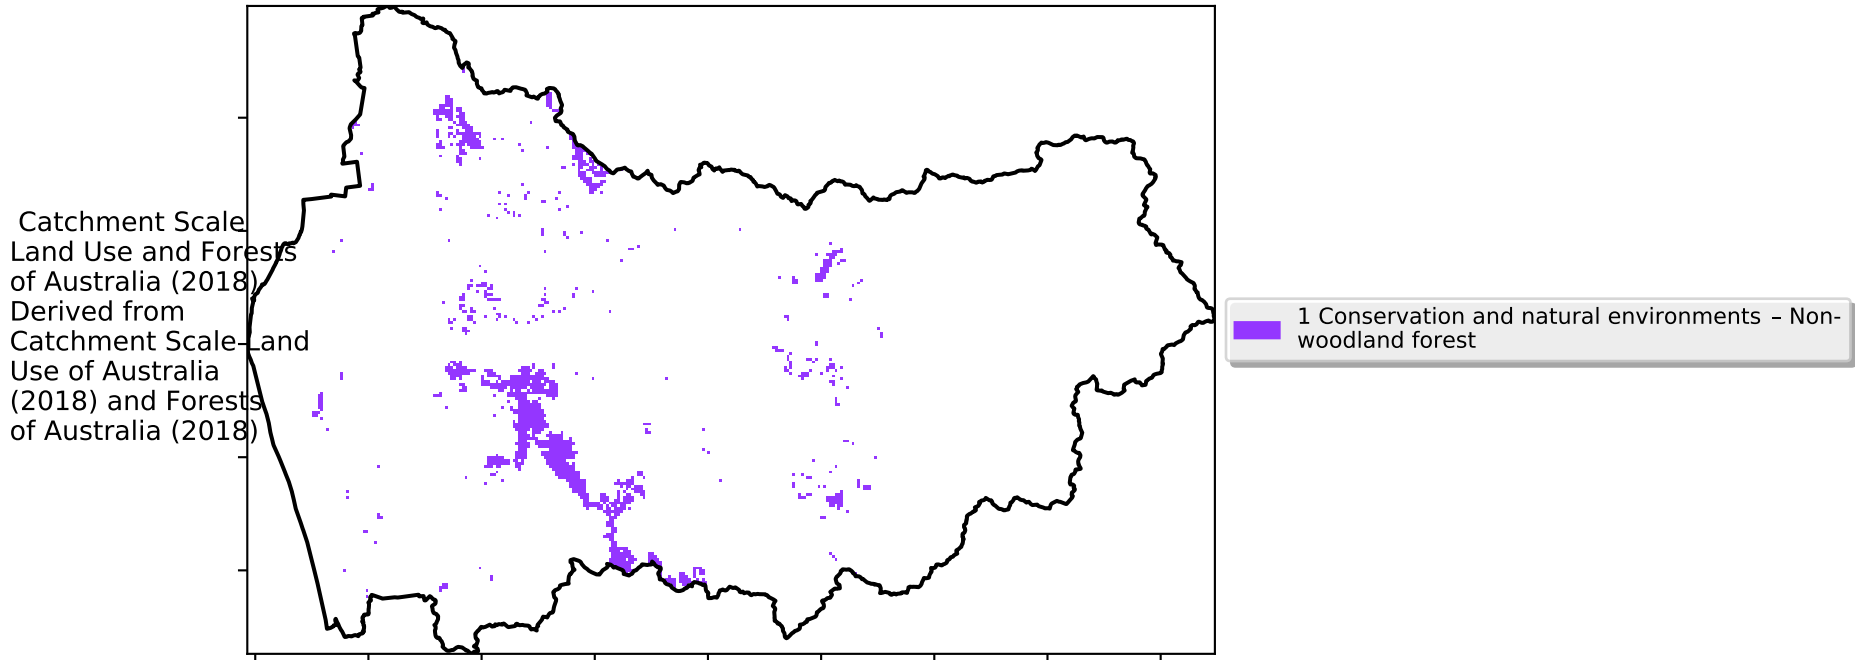 Catchment Scale
Land Use and Forests
of Australia (2018)
Derived from
Catchment Scale Land
Use of Australia
(2018) and Forests
of Australia (2018)
1 Conservation and natural environments – Non-
woodland forest